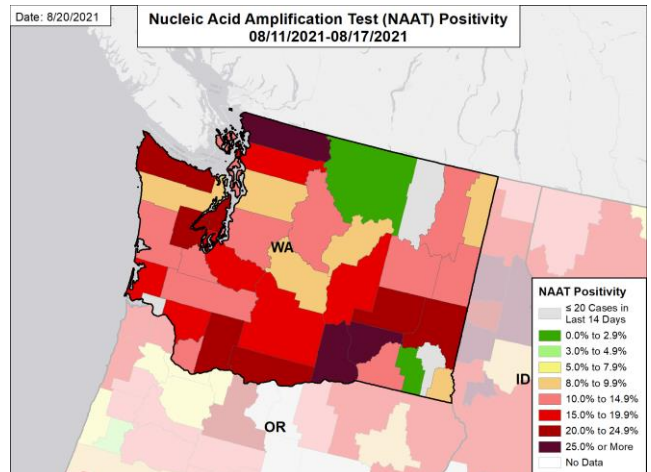 Date: 8/20/2021
Nucleic Acid Amplification Test (NAAT) Positivity
08/11/2021-08/17/2021
WA
OR
ID
NAAT Positivity
≤ 20 Cases in
Last 14 Days
0.0% to 2.9%
3.0% to 4.9%
5.0% to 7.9%
8.0% to 9.9%
10.0% to 14.9%
15.0% to 19.9%
20.0% to 24.9%
25.0% or More
No Data